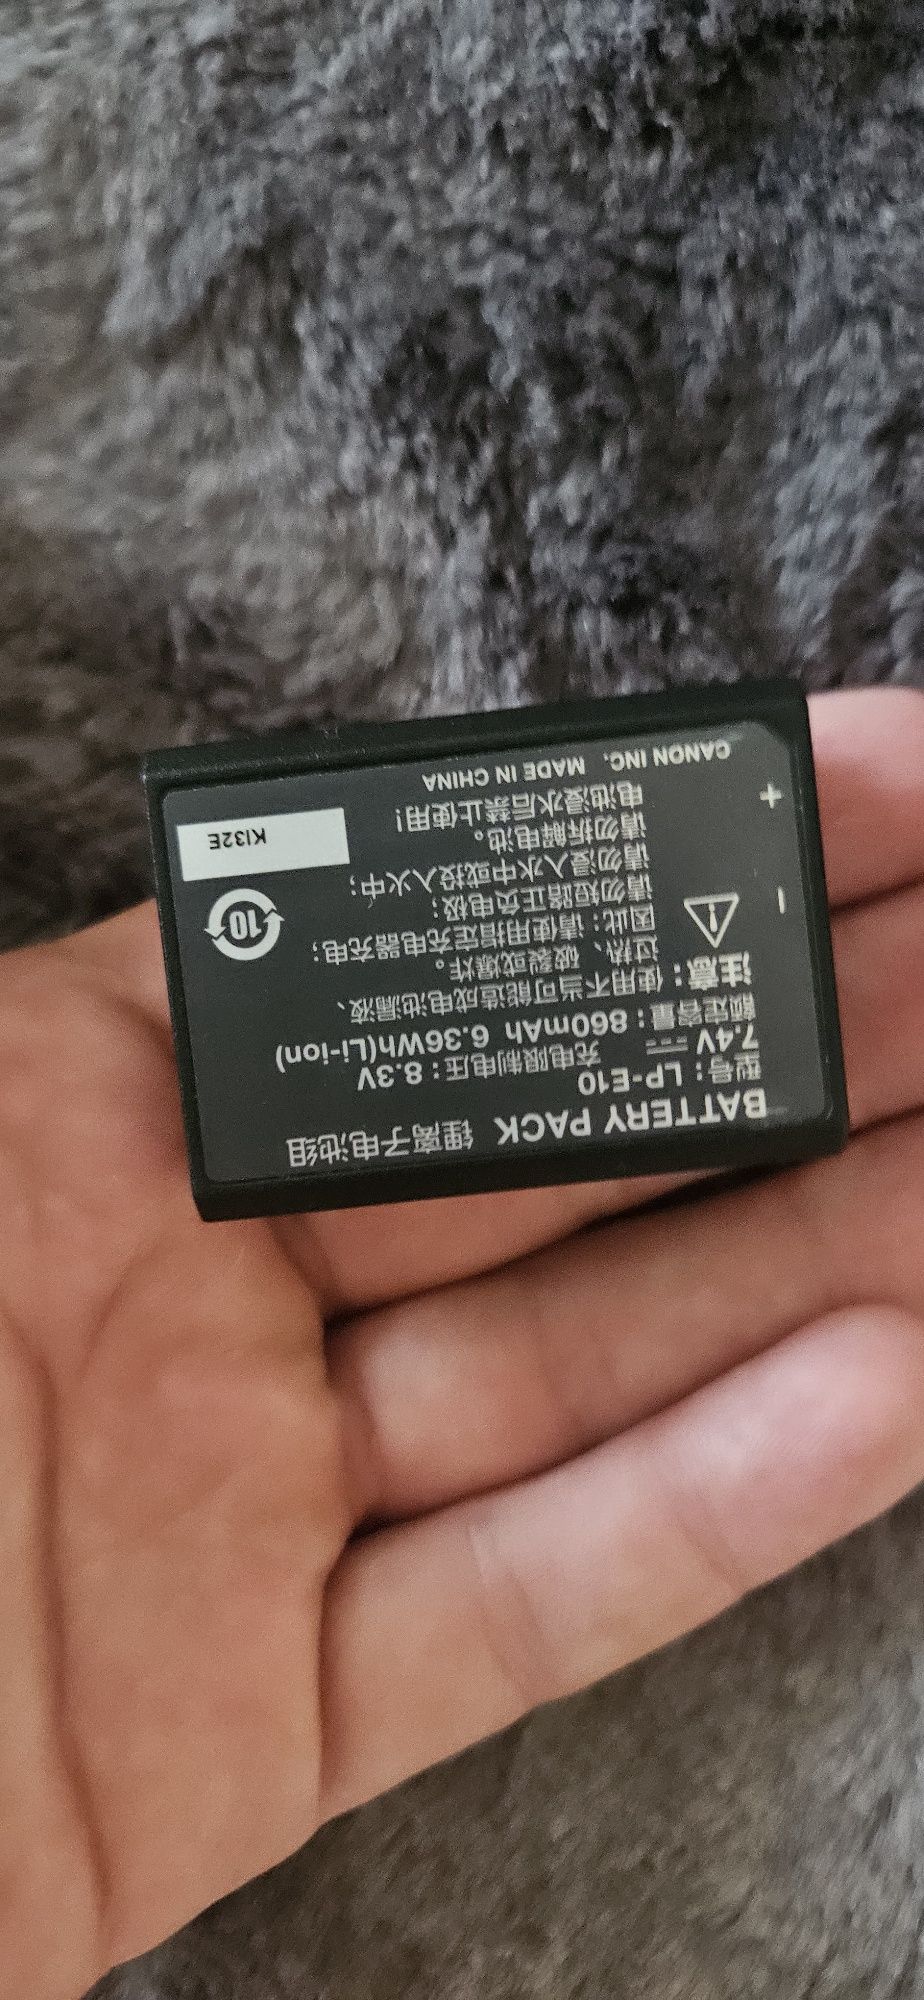 BATTERY PACK 锂离子电池组
型号：LP-E10
7.4V ⎓ 充电限制电压：8.3V
额定容量：860mAh 6.36Wh(Li-ion)
注意：使用不当可能造成电池漏液、
过热、破裂或爆炸。
因此：请使用指定充电器充电；
请勿短路正负电极；
请勿浸入水中或投入火中；
请勿拆解电池。
电池浸水后禁止使用！
CANON INC. MADE IN CHINA
－
+
10
KI32E